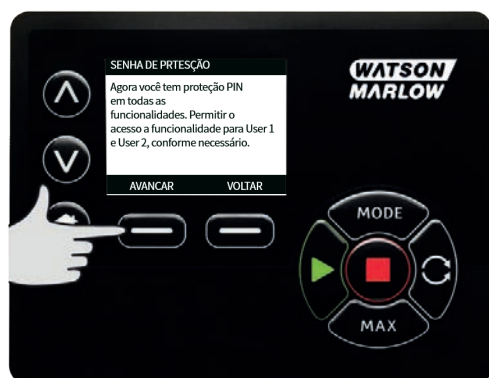 SENHA DE PRTESÇÃO
Agora você tem proteção PIN
em todas as
funcionalidades. Permitir o
acesso a funcionalidade para User 1
e User 2, conforme necessário.
AVANCAR VOLTAR
WATSON
MARLOW
MODE
MAX